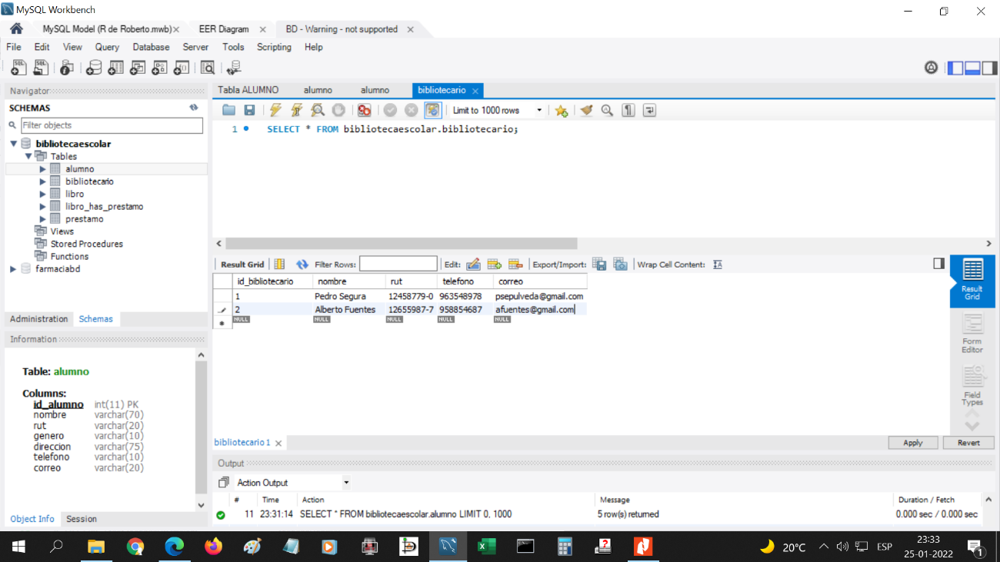 MySQL Workbench
MySQL Model (R de Roberto.mwb) EER Diagram BD - Warning - not supported
File Edit View Query Database Server Tools Scripting Help
Navigator
SCHEMAS
Filter objects
bibliotecaescolar
Tables
alumno
bibliotecario
libro
libro_has_prestamo
prestamo
Views
Stored Procedures
Functions
farmaciabd
Administration Schemas
Information
Table: alumno
Columns:
id_alumno int(11) PK
nombre varchar(70)
rut varchar(20)
genero varchar(10)
direccion varchar(75)
telefono varchar(10)
correo varchar(20)
Object Info Session
Tabla ALUMNO alumno alumno bibliotecario
Limit to 1000 rows
1 SELECT * FROM bibliotecaescolar.bibliotecario;
Result Grid Filter Rows: Edit: Export/Import: Wrap Cell Content:
id_bibliotecario nombre rut telefono correo
1 Pedro Segura 12458779-0 963548978 psepulveda@gmail.com
2 Alberto Fuentes 12655987-7 958854687 afuentes@gmail.com
NULL NULL NULL NULL NULL
Result
Grid
Form
Editor
Field
Types
bibliotecario 1 Apply Revert
Output
Action Output
# Time Action Message Duration / Fetch
11 23:31:14 SELECT * FROM bibliotecaescolar.alumno LIMIT 0, 1000 5 row(s) returned 0.000 sec / 0.000 sec
20°C ESP 23:33
25-01-2022
1